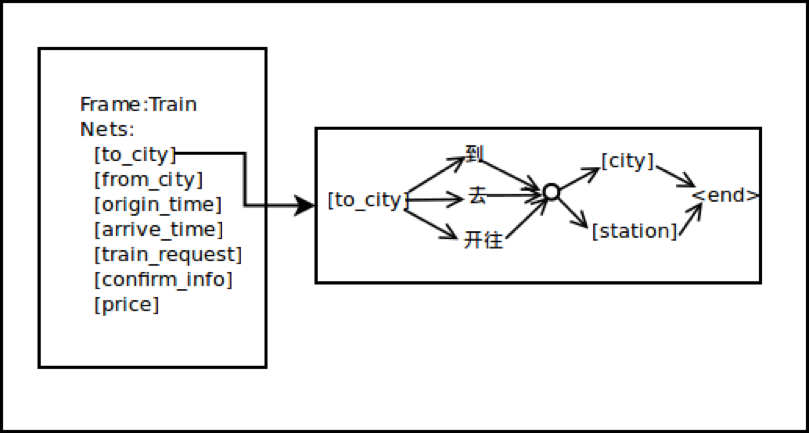 Frame:Train
Nets:
[to_city]
[from_city]
[origin_time]
[arrive_time]
[train_request]
[confirm_info]
[price]
[to_city]
到
去
开往
[city]
[station]
<end>